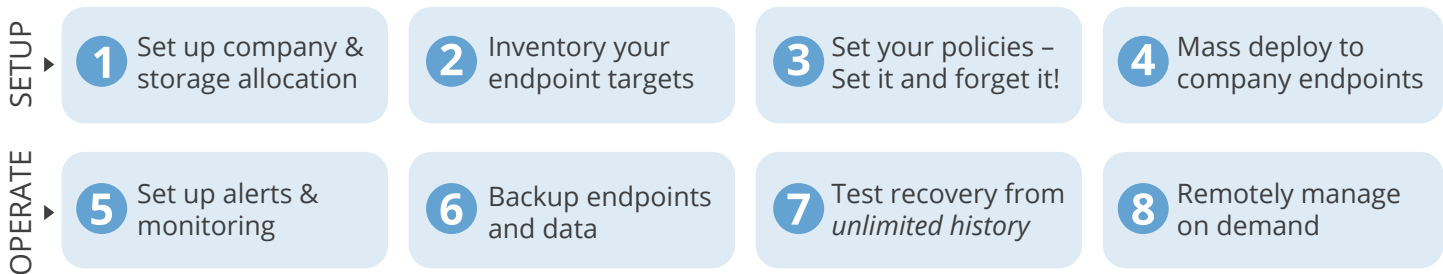 SETUP
1 Set up company &
storage allocation
2 Inventory your
endpoint targets
3 Set your policies –
Set it and forget it!
4 Mass deploy to
company endpoints
OPERATE
5 Set up alerts &
monitoring
6 Backup endpoints
and data
7 Test recovery from
unlimited history
8 Remotely manage
on demand